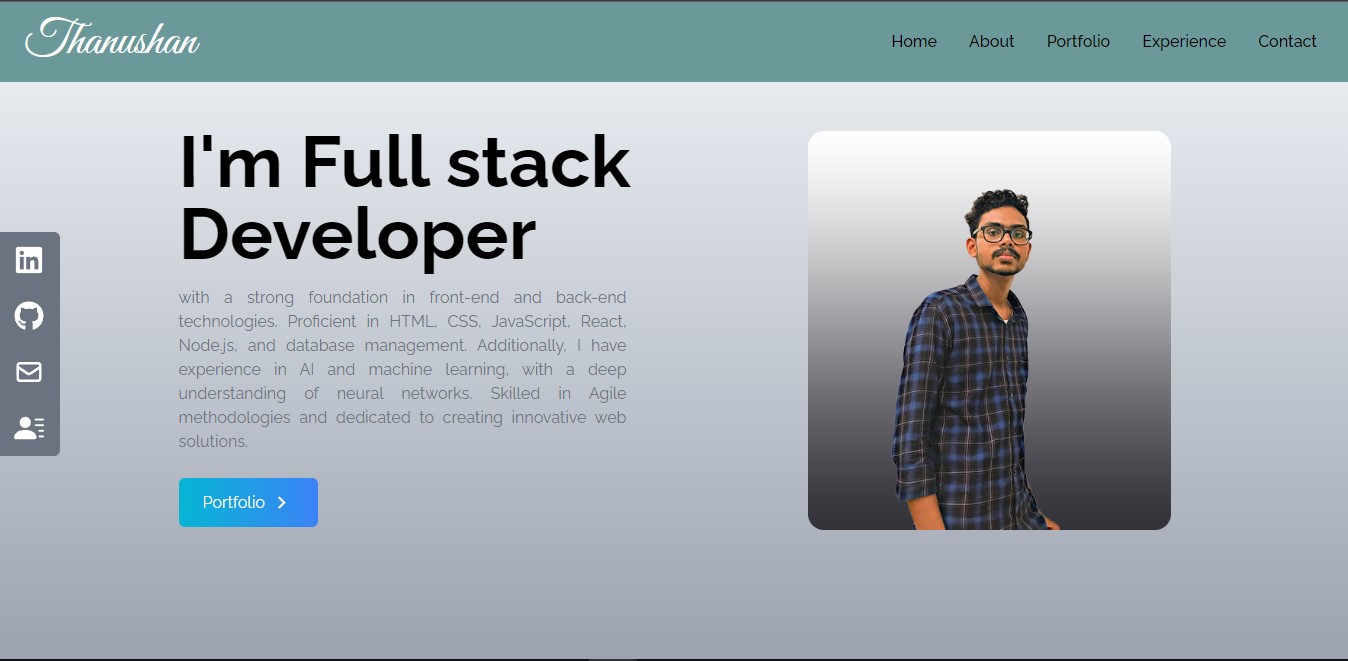 Thanushan
Home About Portfolio Experience Contact
I'm Full stack
Developer
with a strong foundation in front-end and back-end
technologies. Proficient in HTML, CSS, JavaScript, React,
Node.js, and database management. Additionally, I have
experience in AI and machine learning, with a deep
understanding of neural networks. Skilled in Agile
methodologies and dedicated to creating innovative web
solutions.
in
Portfolio